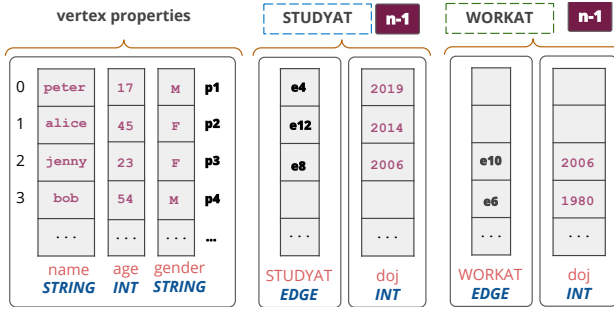 vertex properties STUDYAT n-1 WORKAT n-1
0 peter 17 M p1 e4 2019
1 alice 45 F p2 e12 2014
2 jenny 23 F p3 e8 2006 e10 2006
3 bob 54 M p4 e6 1980
... ... ... ... ... ... ... ...
name age gender STUDYAT doj WORKAT doj
STRING INT STRING EDGE INT EDGE INT